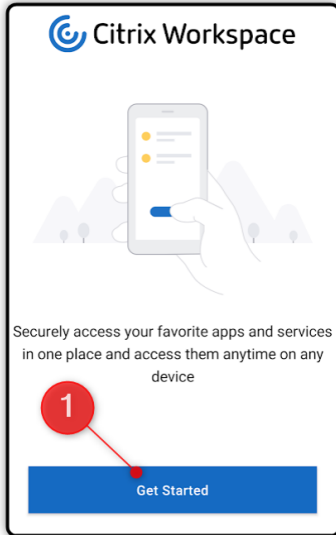 Citrix Workspace
Securely access your favorite apps and services
in one place and access them anytime on any
device
1
Get Started